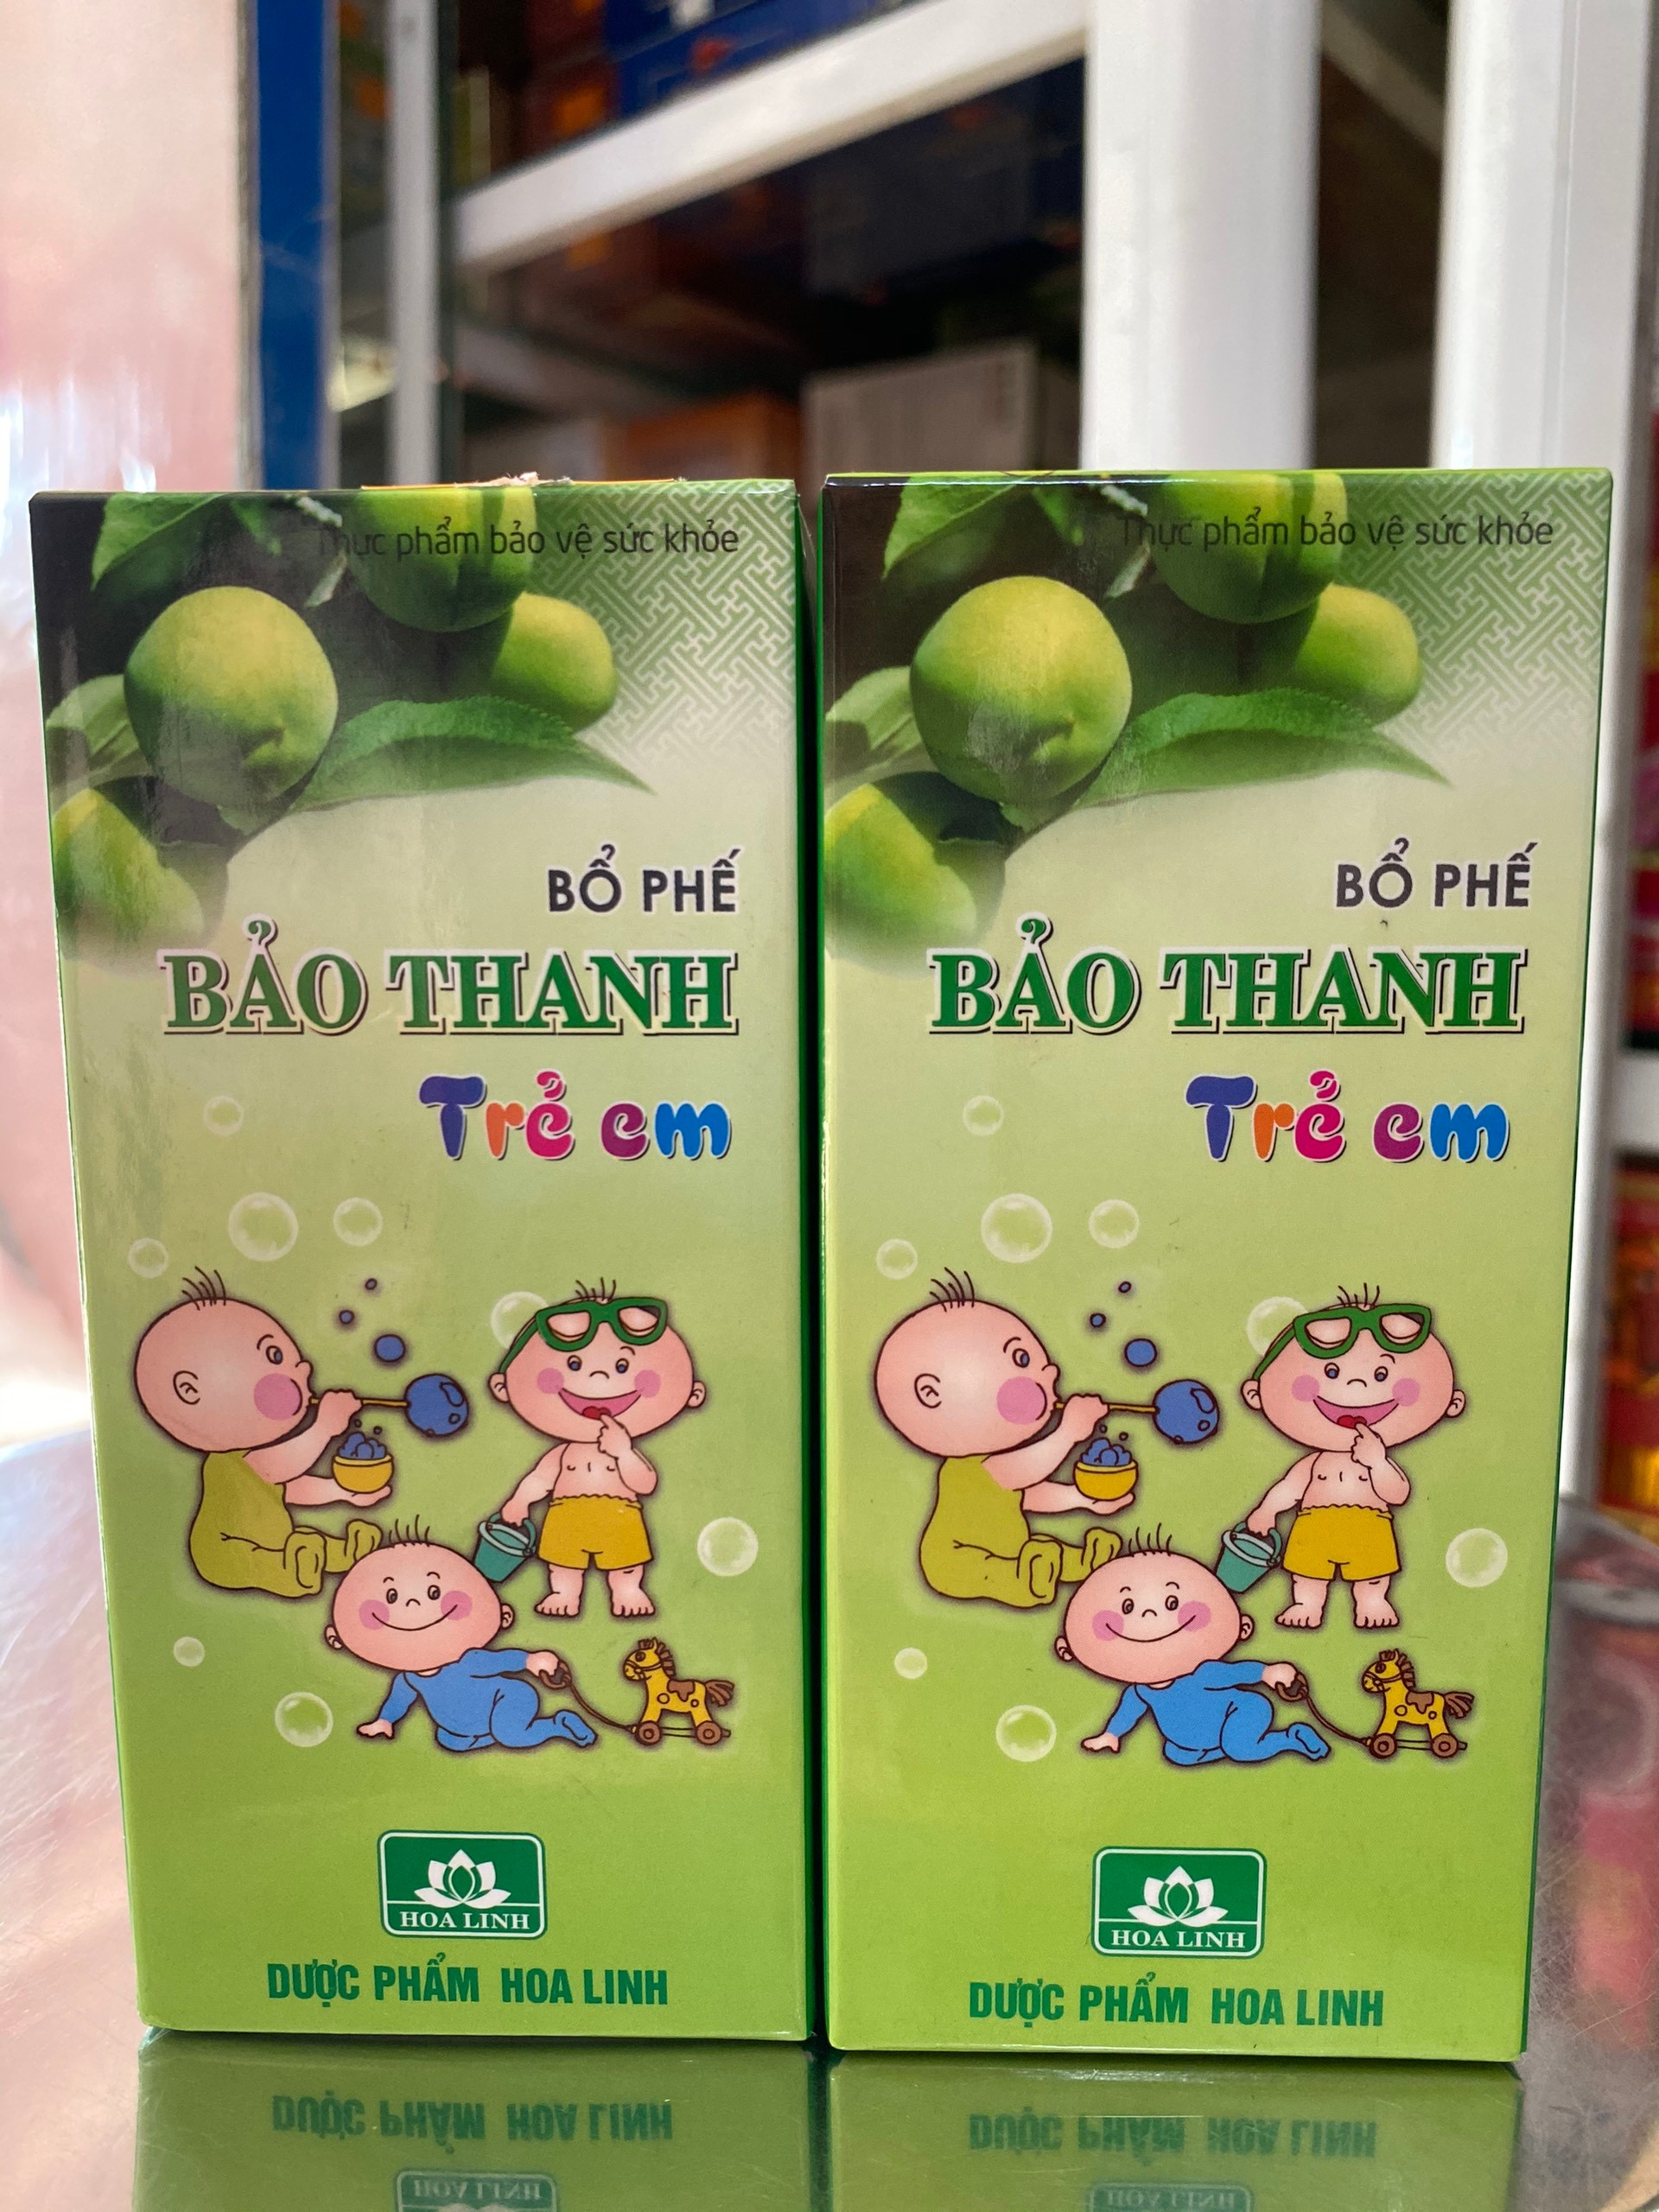 Thực phẩm bảo vệ sức khỏe
BỔ PHẾ
BẢO THANH
Trẻ em
HOA LINH
DƯỢC PHẨM HOA LINH
Thực phẩm bảo vệ sức khỏe
BỔ PHẾ
BẢO THANH
Trẻ em
HOA LINH
DƯỢC PHẨM HOA LINH